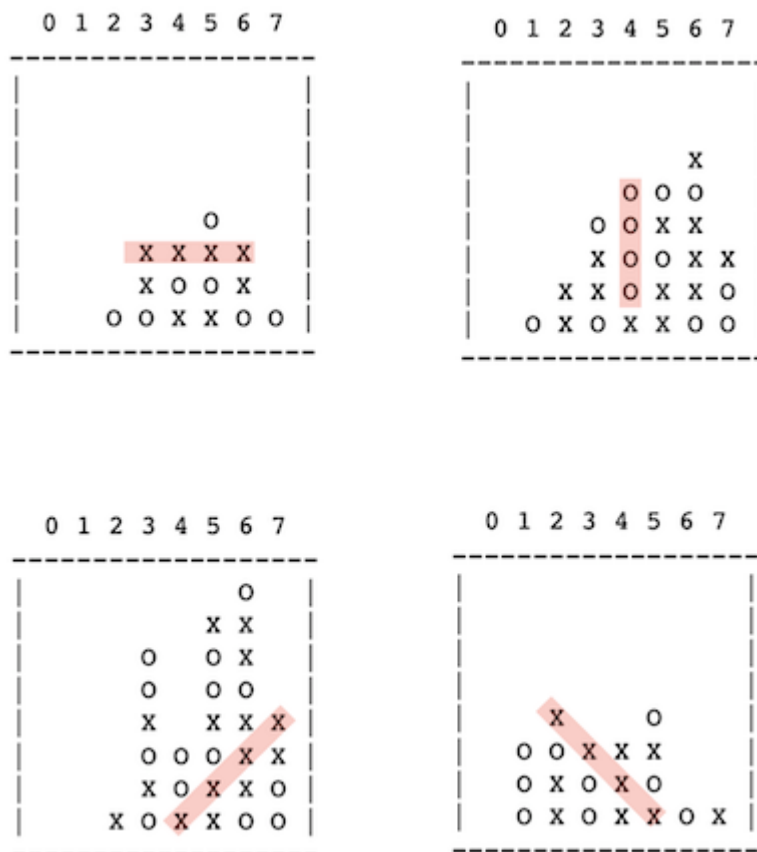 0 1 2 3 4 5 6 7
O
X X X X
X O O X
O O X X O O
0 1 2 3 4 5 6 7
X
O O O
O O X X
X O O X X
X X O X X O
O X O X X O O
0 1 2 3 4 5 6 7
O
X X
O O X
O O O
X X X X
O O O X X
X O X X O
X O X X O O
0 1 2 3 4 5 6 7
X O
O O X X X
O X O X O
O X O X X O X